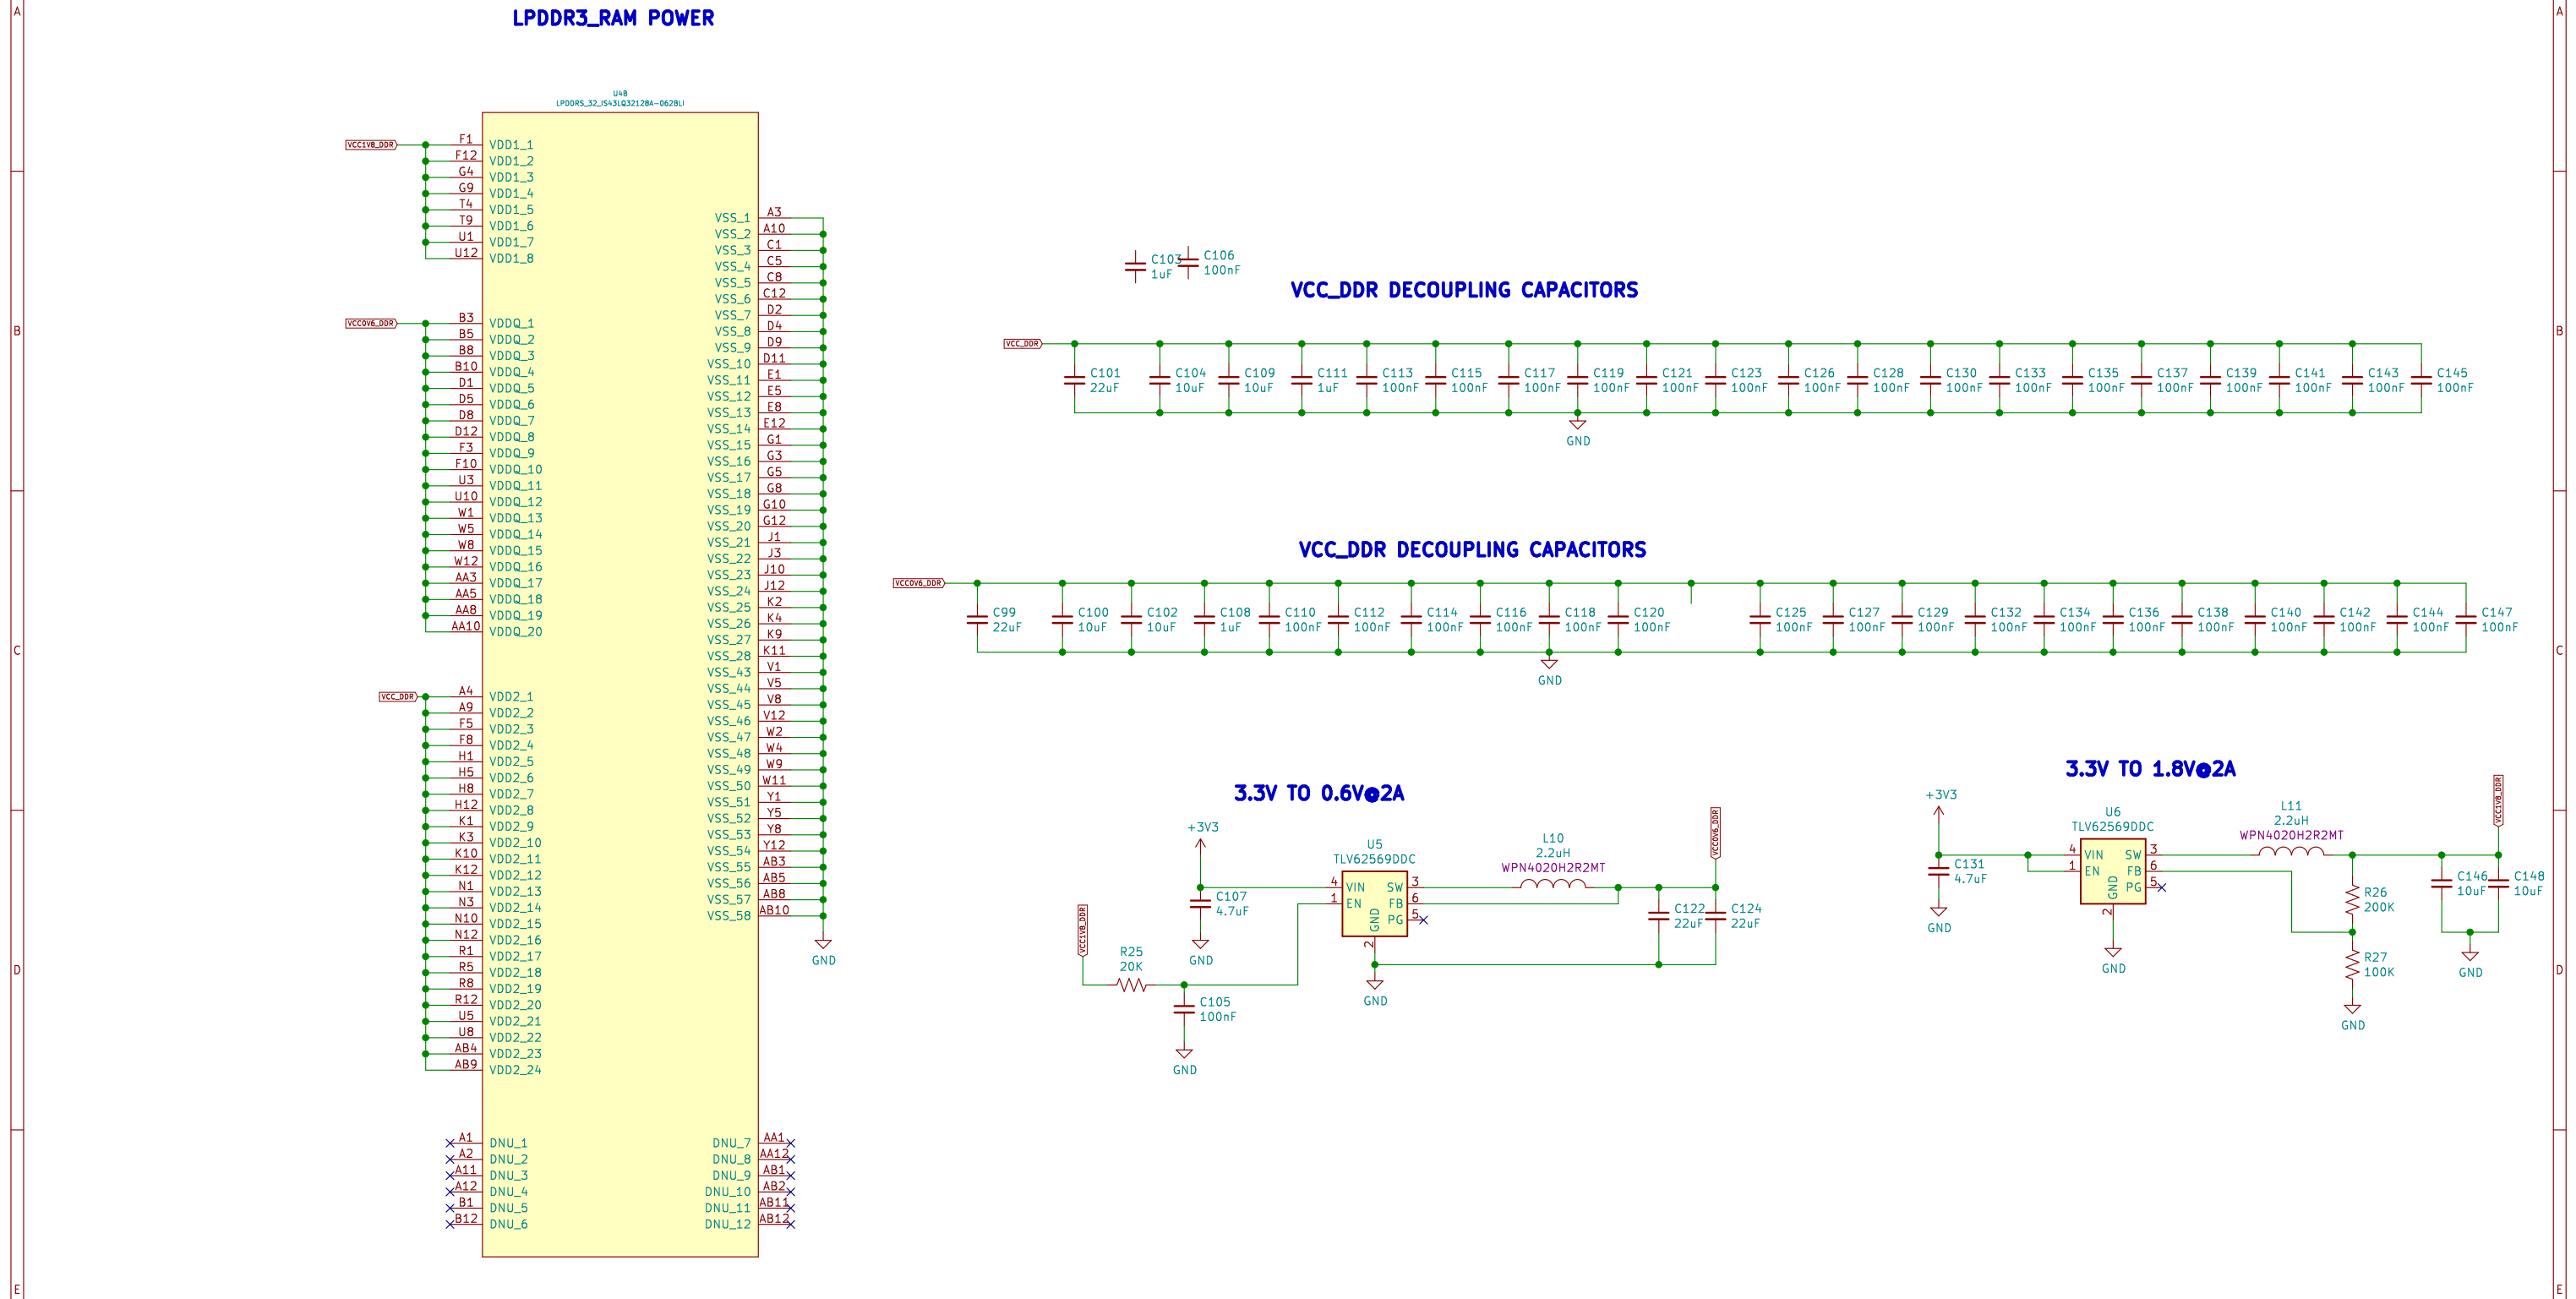 A
A
LPDDR3_RAM POWER
U4B
LPDDRS_32_IS43LQ32128A-062BLI
VCC1V8_DDR
F1 VDD1_1
F12 VDD1_2
G4 VDD1_3
G9 VDD1_4
T4 VDD1_5
T9 VDD1_6
U1 VDD1_7
U12 VDD1_8
B
VCC0V6_DDR
B3 VDDQ_1
B5 VDDQ_2
B8 VDDQ_3
B10 VDDQ_4
D1 VDDQ_5
D5 VDDQ_6
D8 VDDQ_7
D12 VDDQ_8
F3 VDDQ_9
F10 VDDQ_10
U3 VDDQ_11
U10 VDDQ_12
W1 VDDQ_13
W5 VDDQ_14
W8 VDDQ_15
W12 VDDQ_16
AA3 VDDQ_17
AA5 VDDQ_18
AA8 VDDQ_19
AA10 VDDQ_20
C
VCC_DDR
A4 VDD2_1
A9 VDD2_2
F5 VDD2_3
F8 VDD2_4
H1 VDD2_5
H5 VDD2_6
H8 VDD2_7
H12 VDD2_8
K1 VDD2_9
K3 VDD2_10
K10 VDD2_11
K12 VDD2_12
N1 VDD2_13
N3 VDD2_14
N10 VDD2_15
N12 VDD2_16
R1 VDD2_17
R5 VDD2_18
R8 VDD2_19
R12 VDD2_20
U5 VDD2_21
U8 VDD2_22
AB4 VDD2_23
AB9 VDD2_24
D
A1 DNU_1
A2 DNU_2
A11 DNU_3
A12 DNU_4
B1 DNU_5
B12 DNU_6
E
VSS_1 A3
VSS_2 A10
VSS_3 C1
VSS_4 C5
VSS_5 C8
VSS_6 C12
VSS_7 D2
VSS_8 D4
VSS_9 D9
VSS_10 D11
VSS_11 E1
VSS_12 E5
VSS_13 E8
VSS_14 E12
VSS_15 G1
VSS_16 G3
VSS_17 G5
VSS_18 G8
VSS_19 G10
VSS_20 G12
VSS_21 J1
VSS_22 J3
VSS_23 J10
VSS_24 J12
VSS_25 K2
VSS_26 K4
VSS_27 K9
VSS_28 K11
VSS_43 V1
VSS_44 V5
VSS_45 V8
VSS_46 V12
VSS_47 W2
VSS_48 W4
VSS_49 W9
VSS_50 W11
VSS_51 Y1
VSS_52 Y5
VSS_53 Y8
VSS_54 Y12
VSS_55 AB3
VSS_56 AB5
VSS_57 AB8
VSS_58 AB10
GND
DNU_7 AA1
DNU_8 AA12
DNU_9 AB1
DNU_10 AB2
DNU_11 AB11
DNU_12 AB12
C103
1uF
C106
100nF
VCC_DDR DECOUPLING CAPACITORS
VCC_DDR
C101 C104 C109 C111 C113 C115 C117 C119 C121 C123 C126 C128 C130 C133 C135 C137 C139 C141 C143 C145
22uF 10uF 10uF 1uF 100nF 100nF 100nF 100nF 100nF 100nF 100nF 100nF 100nF 100nF 100nF 100nF 100nF 100nF 100nF 100nF
GND
B
VCC_DDR DECOUPLING CAPACITORS
VCC0V6_DDR
C99 C100 C102 C108 C110 C112 C114 C116 C118 C120 C125 C127 C129 C132 C134 C136 C138 C140 C142 C144 C147
22uF 10uF 10uF 1uF 100nF 100nF 100nF 100nF 100nF 100nF 100nF 100nF 100nF 100nF 100nF 100nF 100nF 100nF 100nF 100nF 100nF
GND
C
3.3V TO 0.6V@2A
+3V3
C107
4.7uF
GND
VCC1V8_DDR
R25
20K
C105
100nF
GND
U5
TLV62569DDC
4 VIN SW 3
1 EN FB 6
PG 5
GND
2
GND
L10
2.2uH
WPN4020H2R2MT
VCC0V6_DDR
C122
22uF
C124
22uF
3.3V TO 1.8V@2A
+3V3
C131
4.7uF
GND
U6
TLV62569DDC
4 VIN SW 3
1 EN FB 6
PG 5
GND
2
GND
L11
2.2uH
WPN4020H2R2MT
VCC1V8_DDR
R26
200K
R27
100K
GND
C146
10uF
C148
10uF
GND
D
E